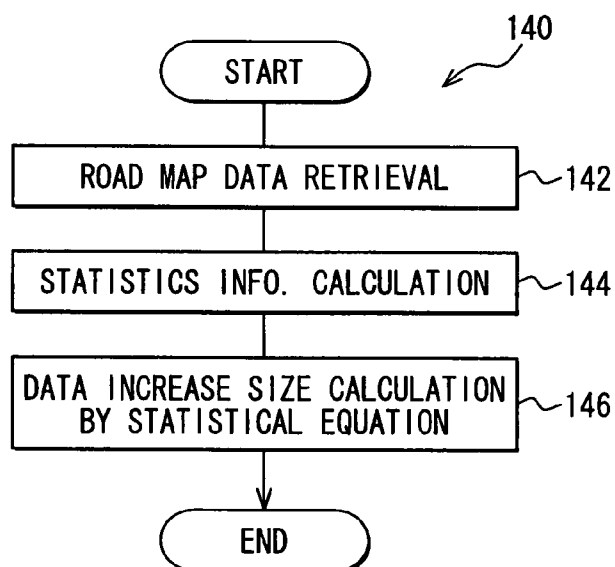 140
START
ROAD MAP DATA RETRIEVAL
142
STATISTICS INFO. CALCULATION
144
DATA INCREASE SIZE CALCULATION
BY STATISTICAL EQUATION
146
END